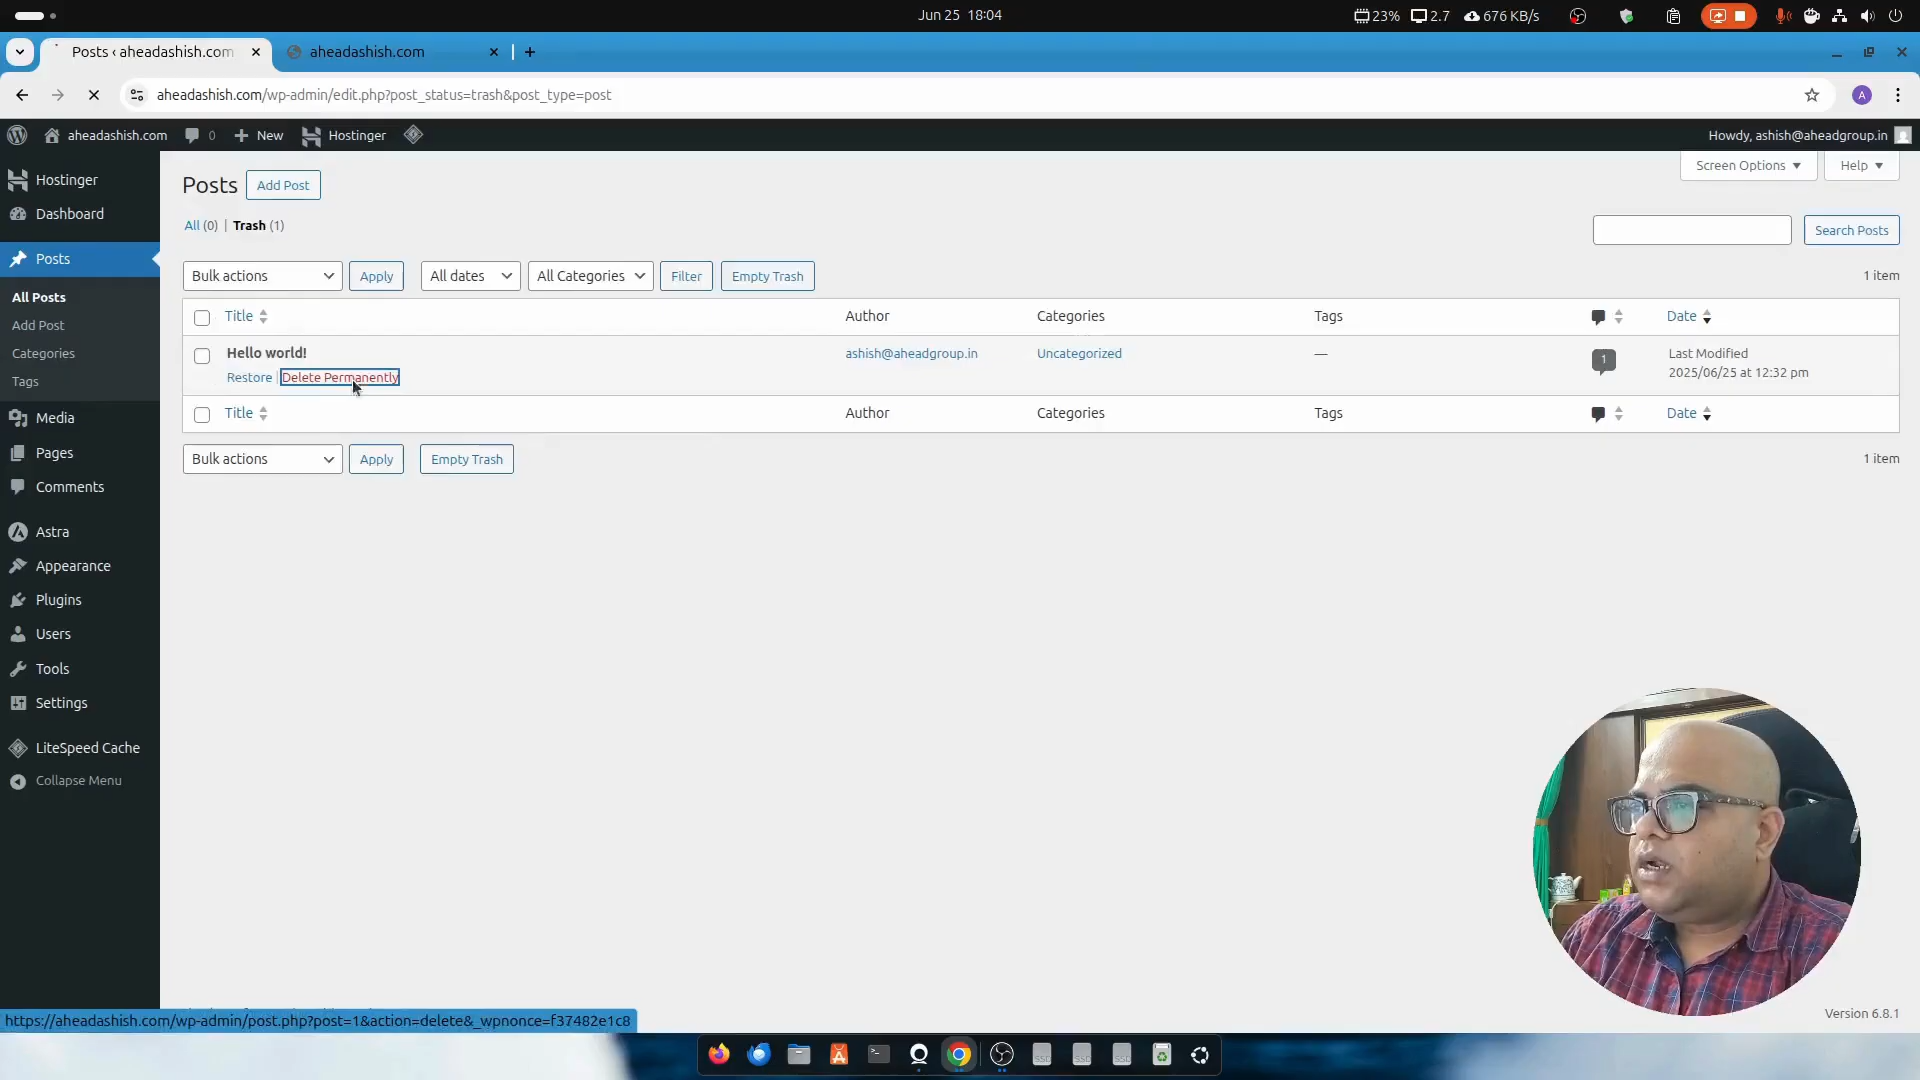 Jun 25 18:04
23%
2.7
676 KB/s
Posts ‹ aheadashish.com
aheadashish.com
aheadashish.com/wp-admin/edit.php?post_status=trash&post_type=post
A
aheadashish.com
0
New
Hostinger
Howdy, ashish@aheadgroup.in
Hostinger
Dashboard
Posts
All Posts
Add Post
Categories
Tags
Media
Pages
Comments
Astra
Appearance
Plugins
Users
Tools
Settings
LiteSpeed Cache
Collapse Menu
Posts
Add Post
Screen Options
Help
All (0) | Trash (1)
Search Posts
Bulk actions
Apply
All dates
All Categories
Filter
Empty Trash
1 item
Title
Author
Categories
Tags
Date
Hello world!
ashish@aheadgroup.in
Uncategorized
—
1
Last Modified
2025/06/25 at 12:32 pm
Restore | Delete Permanently
Title
Author
Categories
Tags
Date
Bulk actions
Apply
Empty Trash
1 item
Version 6.8.1
https://aheadashish.com/wp-admin/post.php?post=1&action=delete&_wpnonce=f37482e1c8